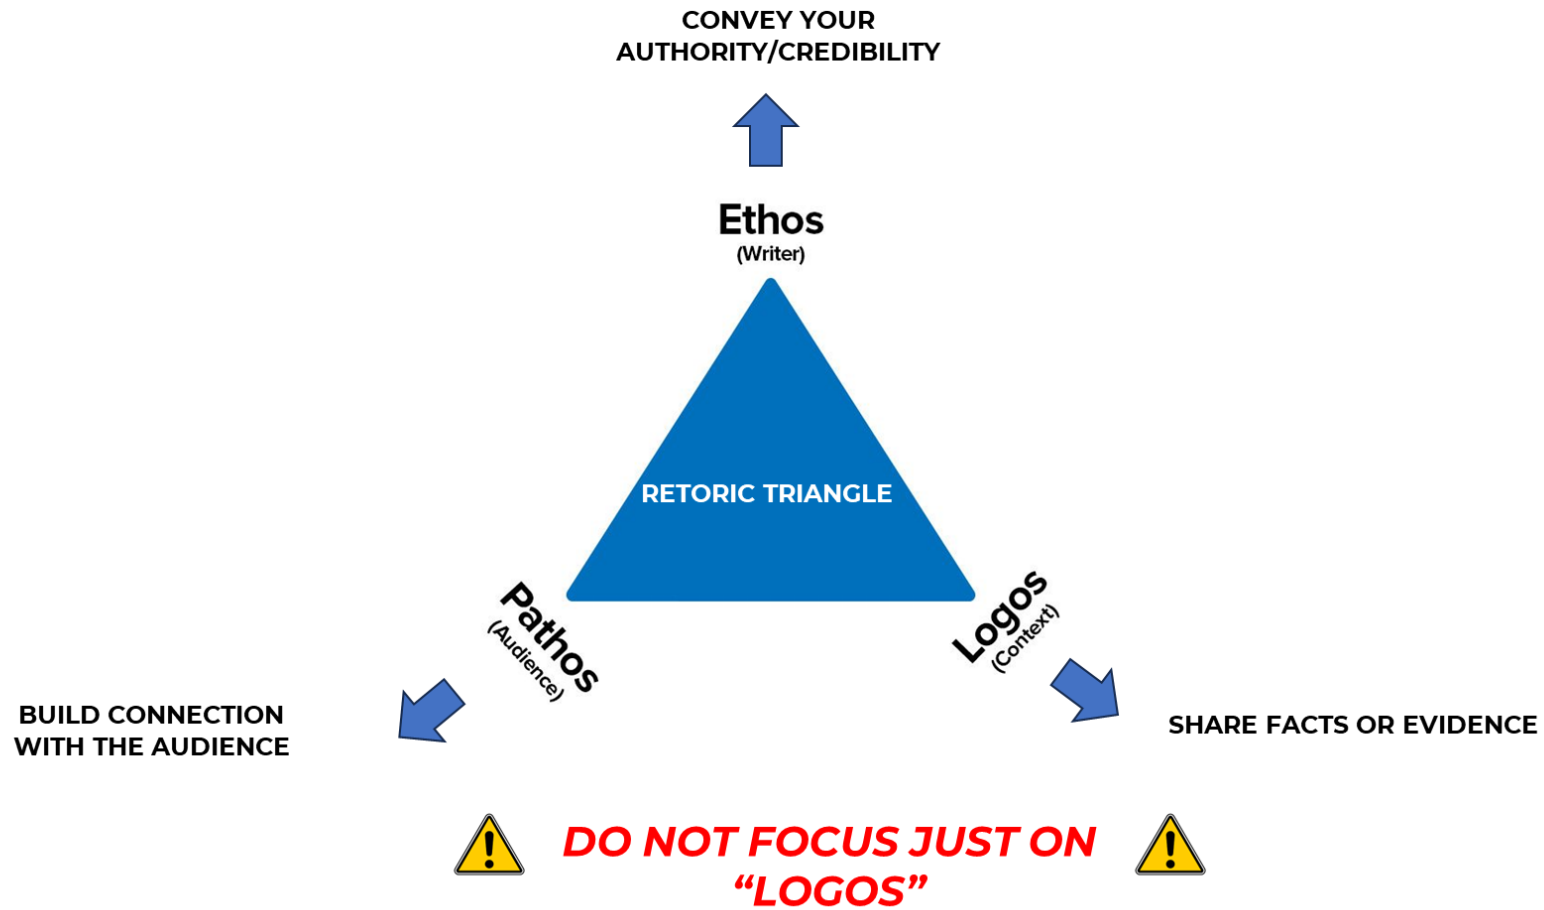 CONVEY YOUR
AUTHORITY/CREDIBILITY
Ethos
(Writer)
RETORIC TRIANGLE
Pathos
(Audience)
Logos
(Context)
BUILD CONNECTION
WITH THE AUDIENCE
SHARE FACTS OR EVIDENCE
DO NOT FOCUS JUST ON
“LOGOS”